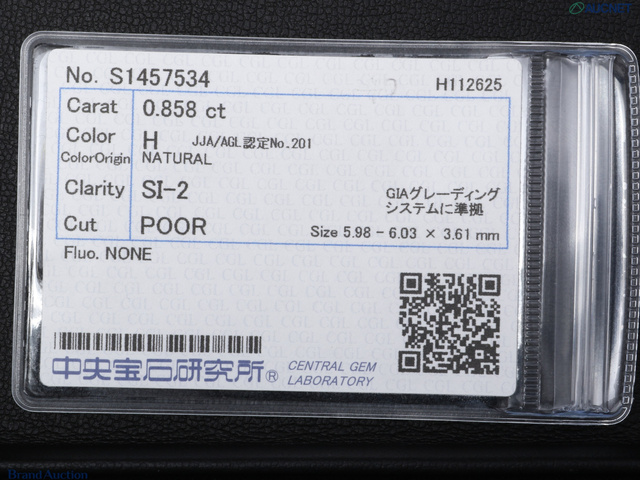 AUCNET
No. S1457534
H112625
Carat 0.858 ct
Color H JJA/AGL認定No.201
ColorOrigin NATURAL
Clarity SI-2
GIAグレーディング
システムに準拠
Cut POOR
Size 5.98 - 6.03 × 3.61 mm
Fluo. NONE
中央宝石研究所®
CENTRAL GEM
LABORATORY
Brand Auction